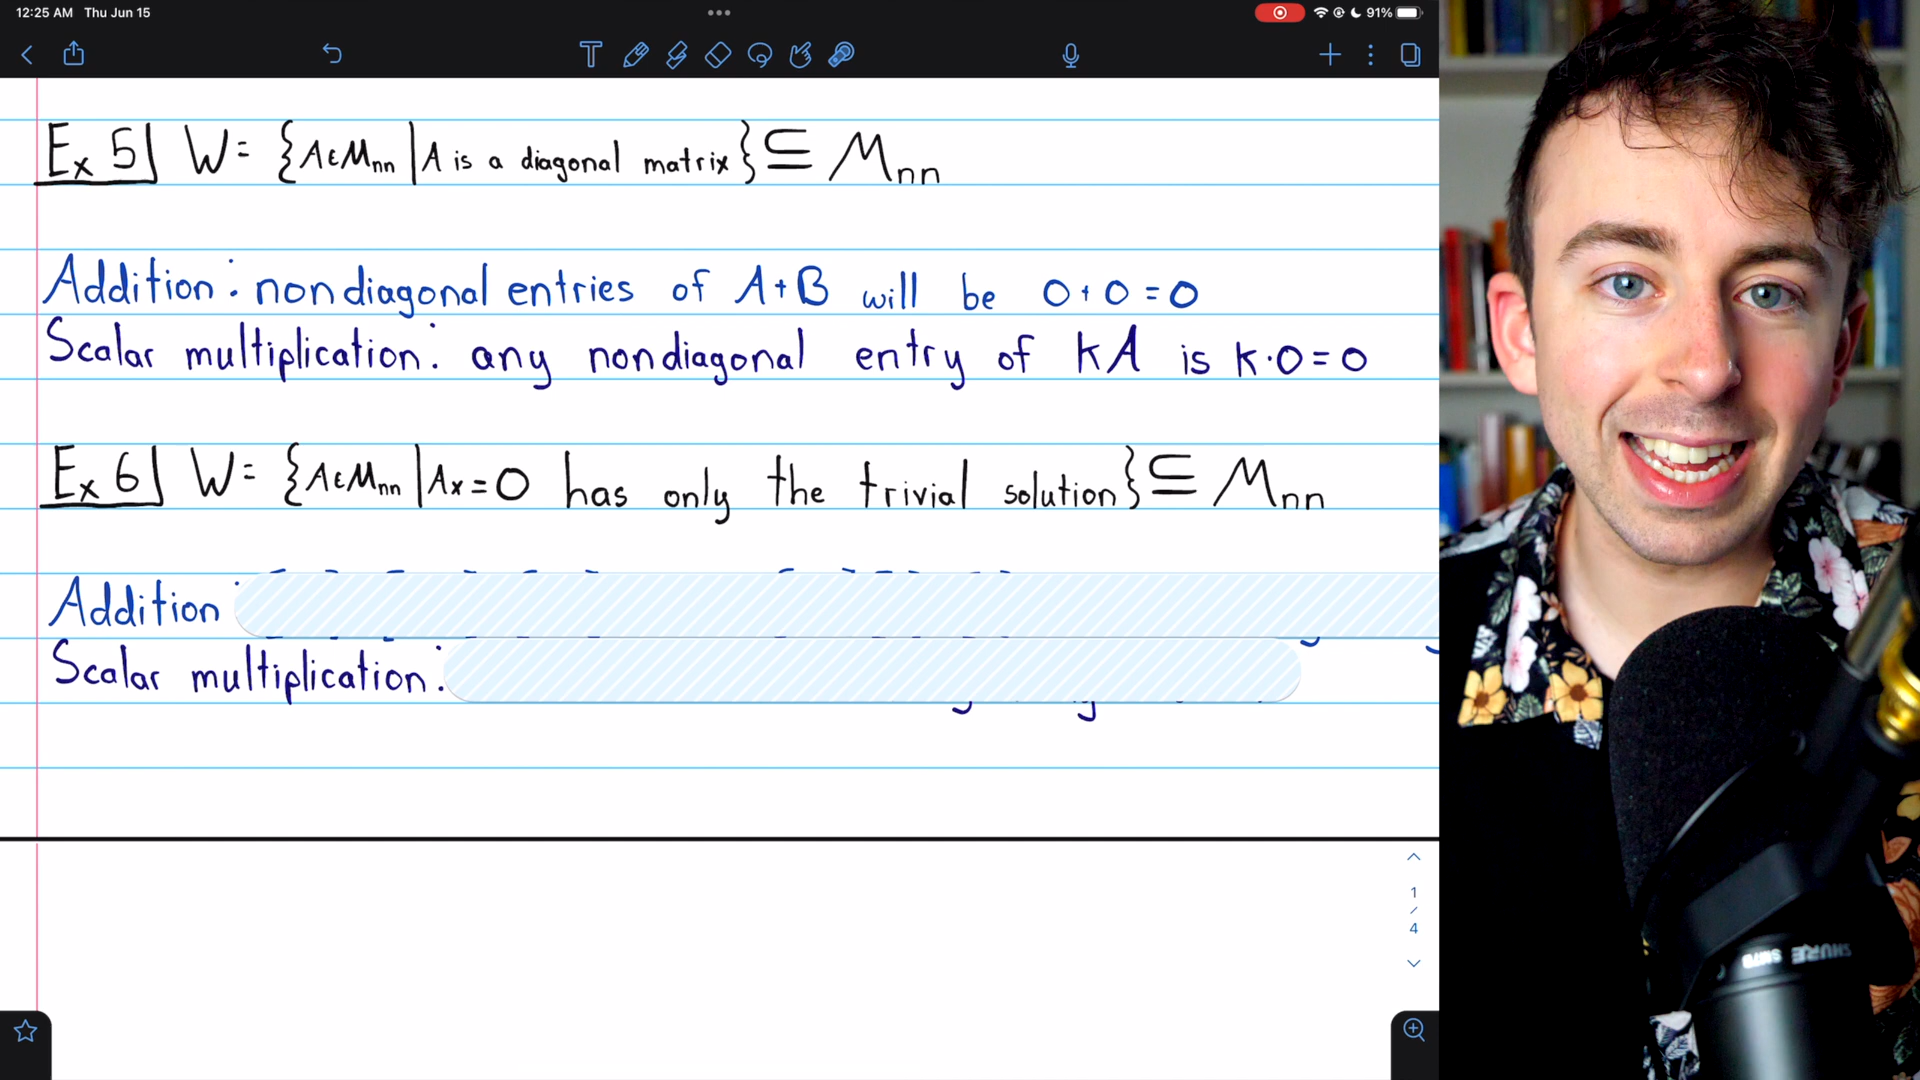 12:25 AM Thu Jun 15
91%
Ex 5] W= {A∈Mnn | A is a diagonal matrix} ⊆ Mnn
Addition: nondiagonal entries of A+B will be 0+0=0
Scalar multiplication: any nondiagonal entry of kA is k·0=0
Ex 6] W= {A∈Mnn | Ax=0 has only the trivial solution} ⊆ Mnn
Addition:
Scalar multiplication:
1
/
4
SHURE
SM7B